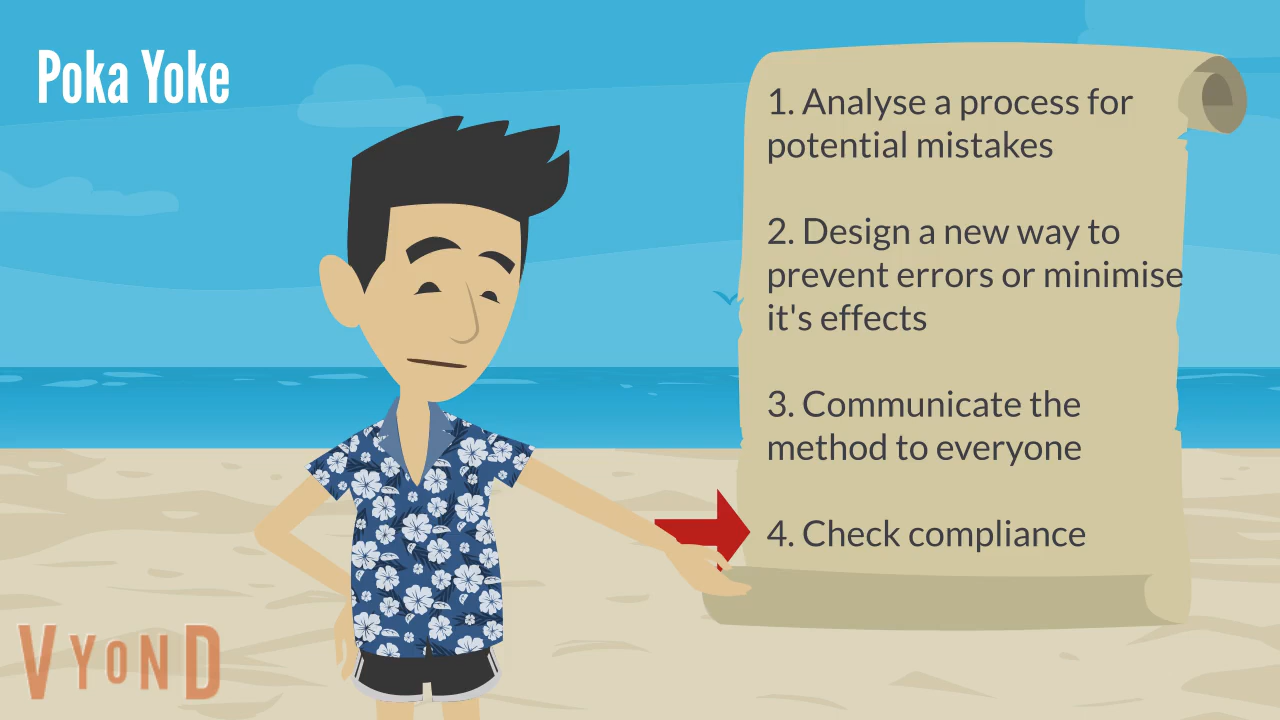 Poka Yoke
1. Analyse a process for
potential mistakes
2. Design a new way to
prevent errors or minimise
it's effects
3. Communicate the
method to everyone
4. Check compliance
VYOND